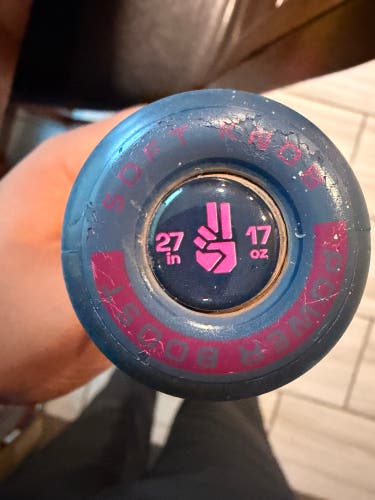 SOFT KNOB
27 in
17 oz
POWER BOOST